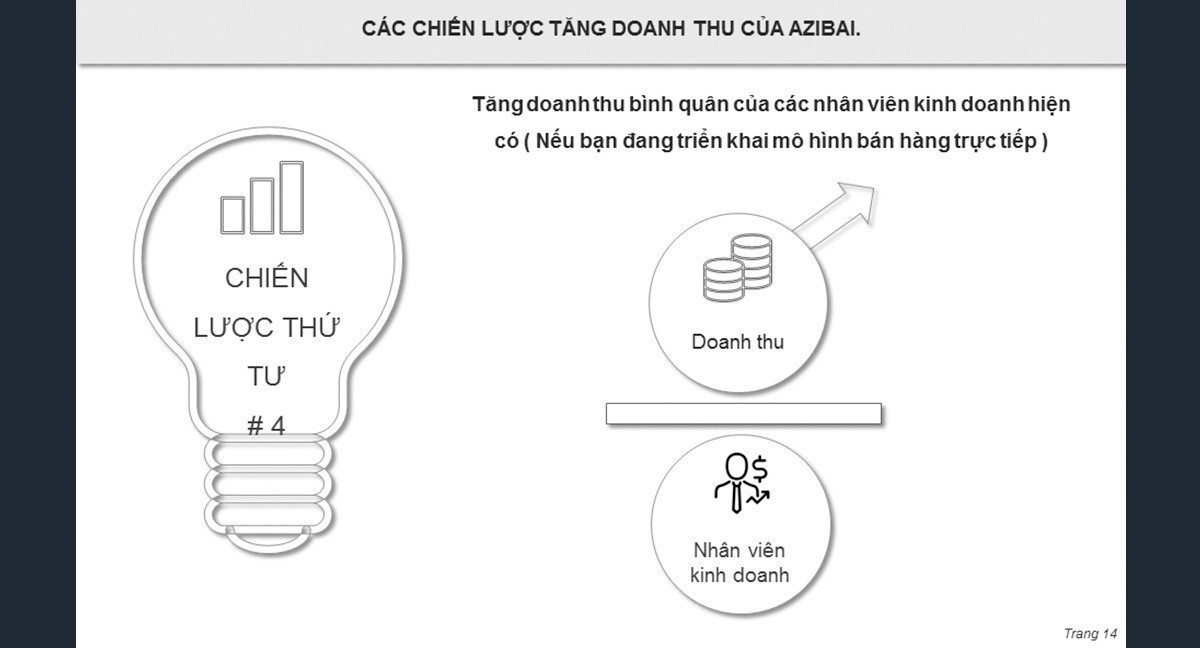 CÁC CHIẾN LƯỢC TĂNG DOANH THU CỦA AZIBAI.
Tăng doanh thu bình quân của các nhân viên kinh doanh hiện
có ( Nếu bạn đang triển khai mô hình bán hàng trực tiếp )
CHIẾN
LƯỢC THỨ
TƯ
# 4
Doanh thu
Nhân viên
kinh doanh
Trang 14